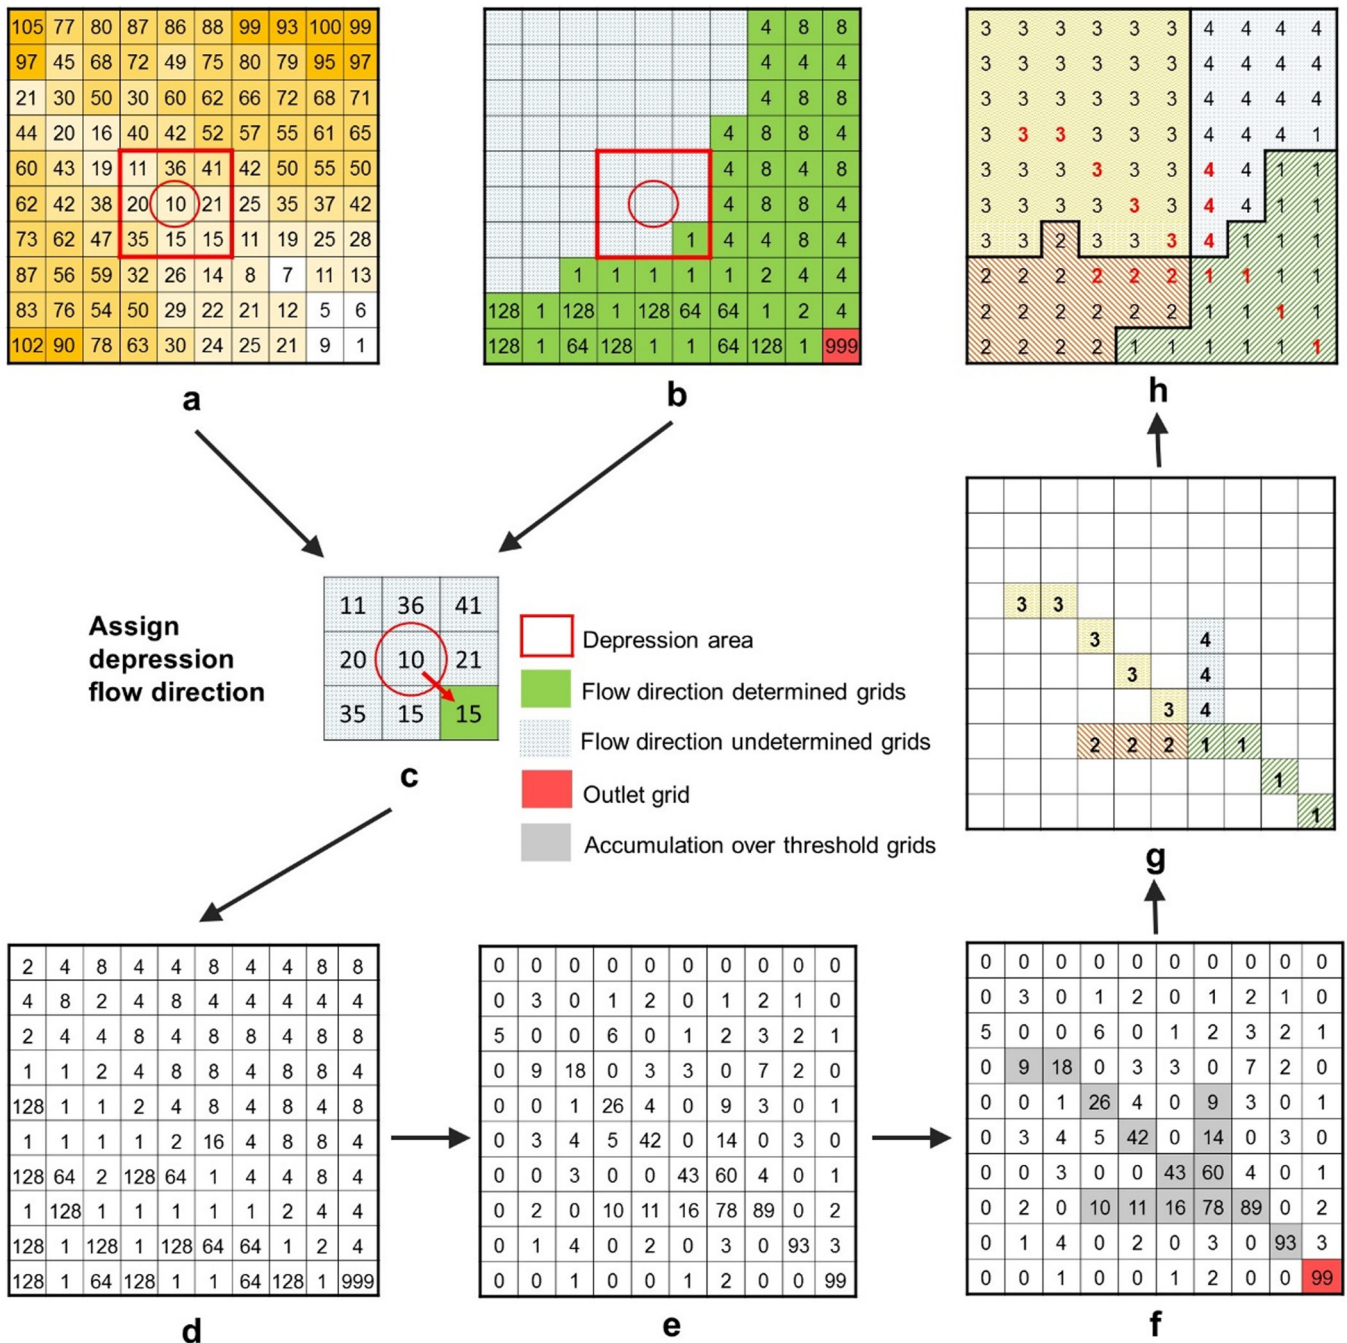 105 77 80 87 86 88 99 93 100 99
97 45 68 72 49 75 80 79 95 97
21 30 50 30 60 62 66 72 68 71
44 20 16 40 42 52 57 55 61 65
60 43 19 11 36 41 42 50 55 50
62 42 38 20 10 21 25 35 37 42
73 62 47 35 15 15 11 19 25 28
87 56 59 32 26 14 8 7 11 13
83 76 54 50 29 22 21 12 5 6
102 90 78 63 30 24 25 21 9 1
a
4 8 8
4 4 4
4 8 8
4 8 8 4
4 8 4 8
4 8 8 4
1 4 4 8 4
1 1 1 1 1 2 4 4
128 1 128 1 128 64 64 1 2 4
128 1 64 128 1 1 64 128 1 999
b
3 3 3 3 3 3 4 4 4 4
3 3 3 3 3 3 4 4 4 4
3 3 3 3 3 3 4 4 4 4
3 3 3 3 3 3 4 4 4 1
3 3 3 3 3 3 4 4 1 1
3 3 3 3 3 3 4 4 1 1
3 3 2 3 3 3 4 1 1 1
2 2 2 2 2 2 1 1 1 1
2 2 2 2 2 2 1 1 1 1
2 2 2 2 1 1 1 1 1 1
h
Assign
depression
flow direction
11 36 41
20 10 21
35 15 15
c
Depression area
Flow direction determined grids
Flow direction undetermined grids
Outlet grid
Accumulation over threshold grids
3 3
3 4
3 4
3 4
2 2 2 1 1
1
1
g
2 4 8 4 4 8 4 4 8 8
4 8 2 4 8 4 4 4 4 4
2 4 4 8 4 8 4 8 8 8
1 1 2 4 8 8 4 8 8 4
128 1 1 2 4 8 4 8 4 8
1 1 1 1 2 16 4 8 8 4
128 64 2 128 64 1 4 4 8 4
1 128 1 1 1 1 1 2 4 4
128 1 128 1 128 64 64 1 2 4
128 1 64 128 1 1 64 128 1 999
d
0 0 0 0 0 0 0 0 0 0
0 3 0 1 2 0 1 2 1 0
5 0 0 6 0 1 2 3 2 1
0 9 18 0 3 3 0 7 2 0
0 0 1 26 4 0 9 3 0 1
0 3 4 5 42 0 14 0 3 0
0 0 3 0 0 43 60 4 0 1
0 2 0 10 11 16 78 89 0 2
0 1 4 0 2 0 3 0 93 3
0 0 1 0 0 1 2 0 0 99
e
0 0 0 0 0 0 0 0 0 0
0 3 0 1 2 0 1 2 1 0
5 0 0 6 0 1 2 3 2 1
0 9 18 0 3 3 0 7 2 0
0 0 1 26 4 0 9 3 0 1
0 3 4 5 42 0 14 0 3 0
0 0 3 0 0 43 60 4 0 1
0 2 0 10 11 16 78 89 0 2
0 1 4 0 2 0 3 0 93 3
0 0 1 0 0 1 2 0 0 99
f